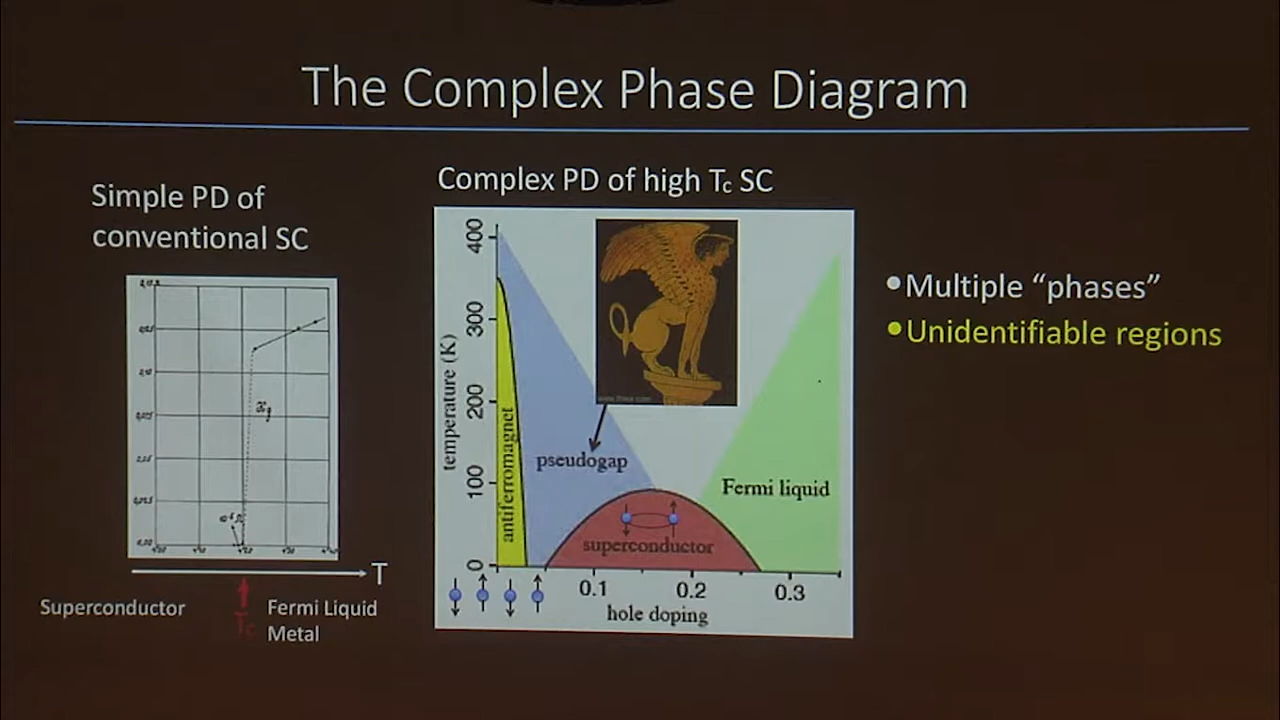 The Complex Phase Diagram
Simple PD of
conventional SC
Hg
T
Superconductor
Tc
Fermi Liquid
Metal
Complex PD of high Tc SC
temperature (K)
400
300
200
100
0
antiferromagnet
pseudogap
superconductor
Fermi liquid
0.1
0.2
0.3
hole doping
•Multiple “phases”
•Unidentifiable regions